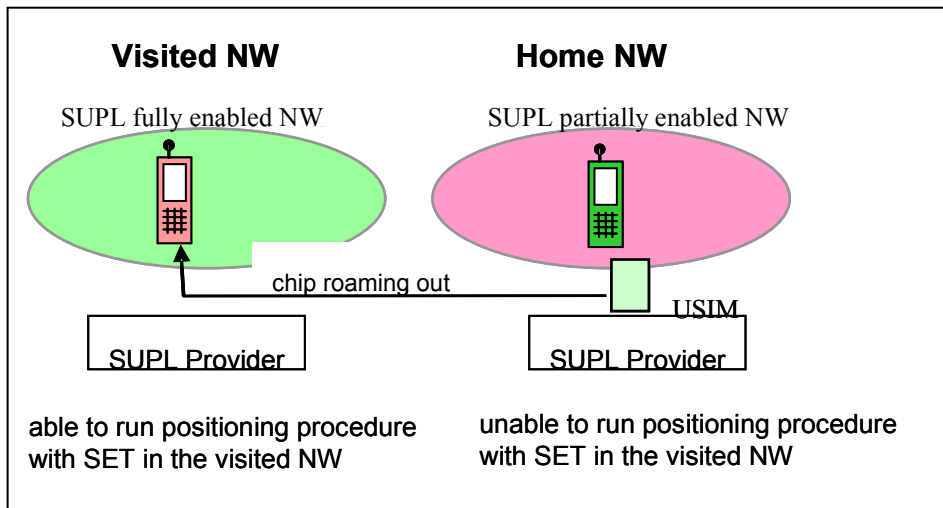 Visited NW
Home NW
SUPL fully enabled NW
SUPL partially enabled NW
chip roaming out
USIM
SUPL Provider
SUPL Provider
able to run positioning procedure
with SET in the visited NW
unable to run positioning procedure
with SET in the visited NW